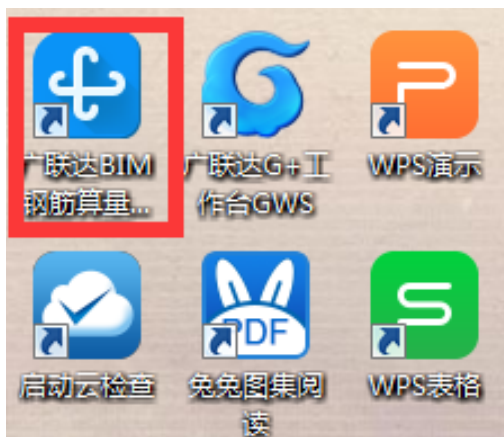 广联达BIM
钢筋算量...
广联达G+工
作台GWS
WPS演示
启动云检查
PDF
兔兔图集阅
读
WPS表格